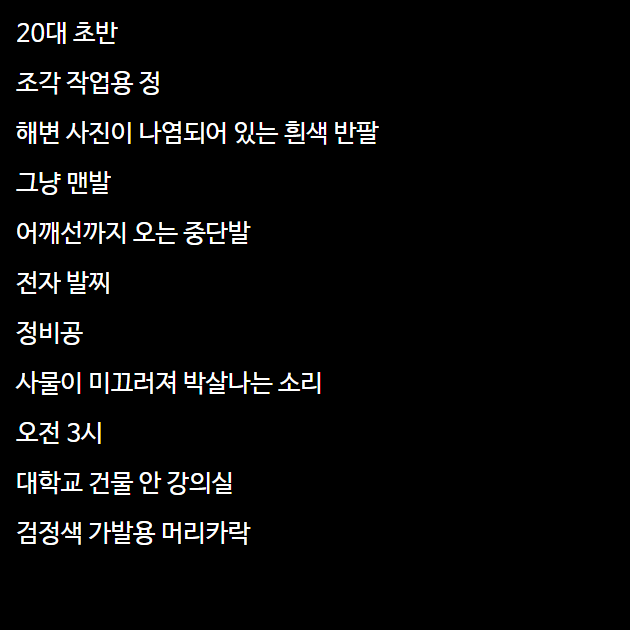 20대 초반
조각 작업용 정
해변 사진이 나염되어 있는 흰색 반팔
그냥 맨발
어깨선까지 오는 중단발
전자 발찌
정비공
사물이 미끄러져 박살나는 소리
오전 3시
대학교 건물 안 강의실
검정색 가발용 머리카락